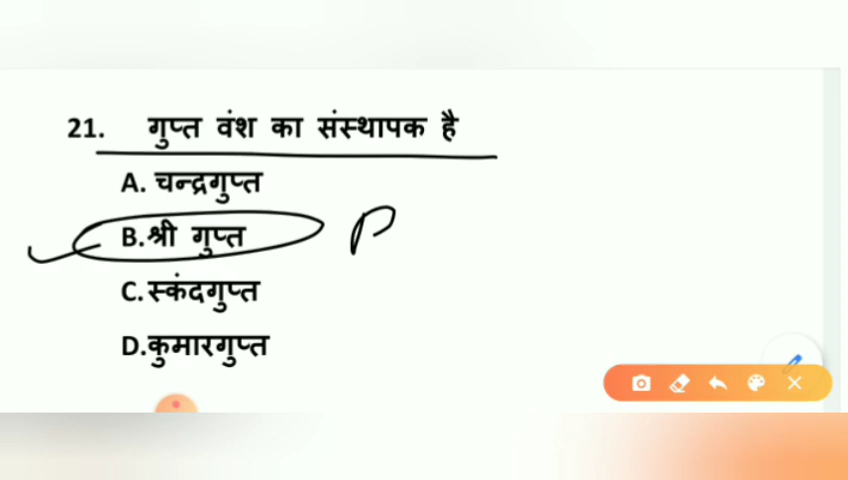 21. गुप्त वंश का संस्थापक है
A. चन्द्रगुप्त
B.श्री गुप्त
C.स्कंदगुप्त
D.कुमारगुप्त